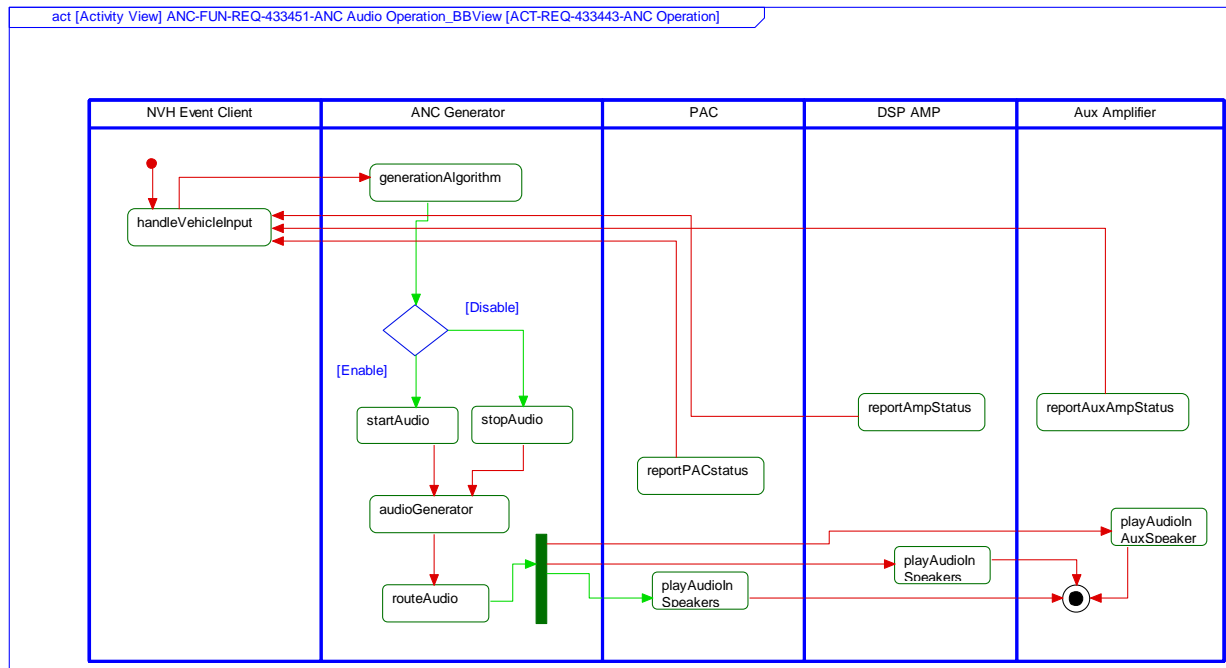 act [Activity View] ANC-FUN-REQ-433451-ANC Audio Operation_BBView [ACT-REQ-433443-ANC Operation]
NVH Event Client
ANC Generator
PAC
DSP AMP
Aux Amplifier
generationAlgorithm
handleVehicleInput
[Disable]
[Enable]
startAudio
stopAudio
reportAmpStatus
reportAuxAmpStatus
reportPACstatus
audioGenerator
playAudioIn
AuxSpeaker
playAudioIn
Speakers
playAudioIn
Speakers
routeAudio